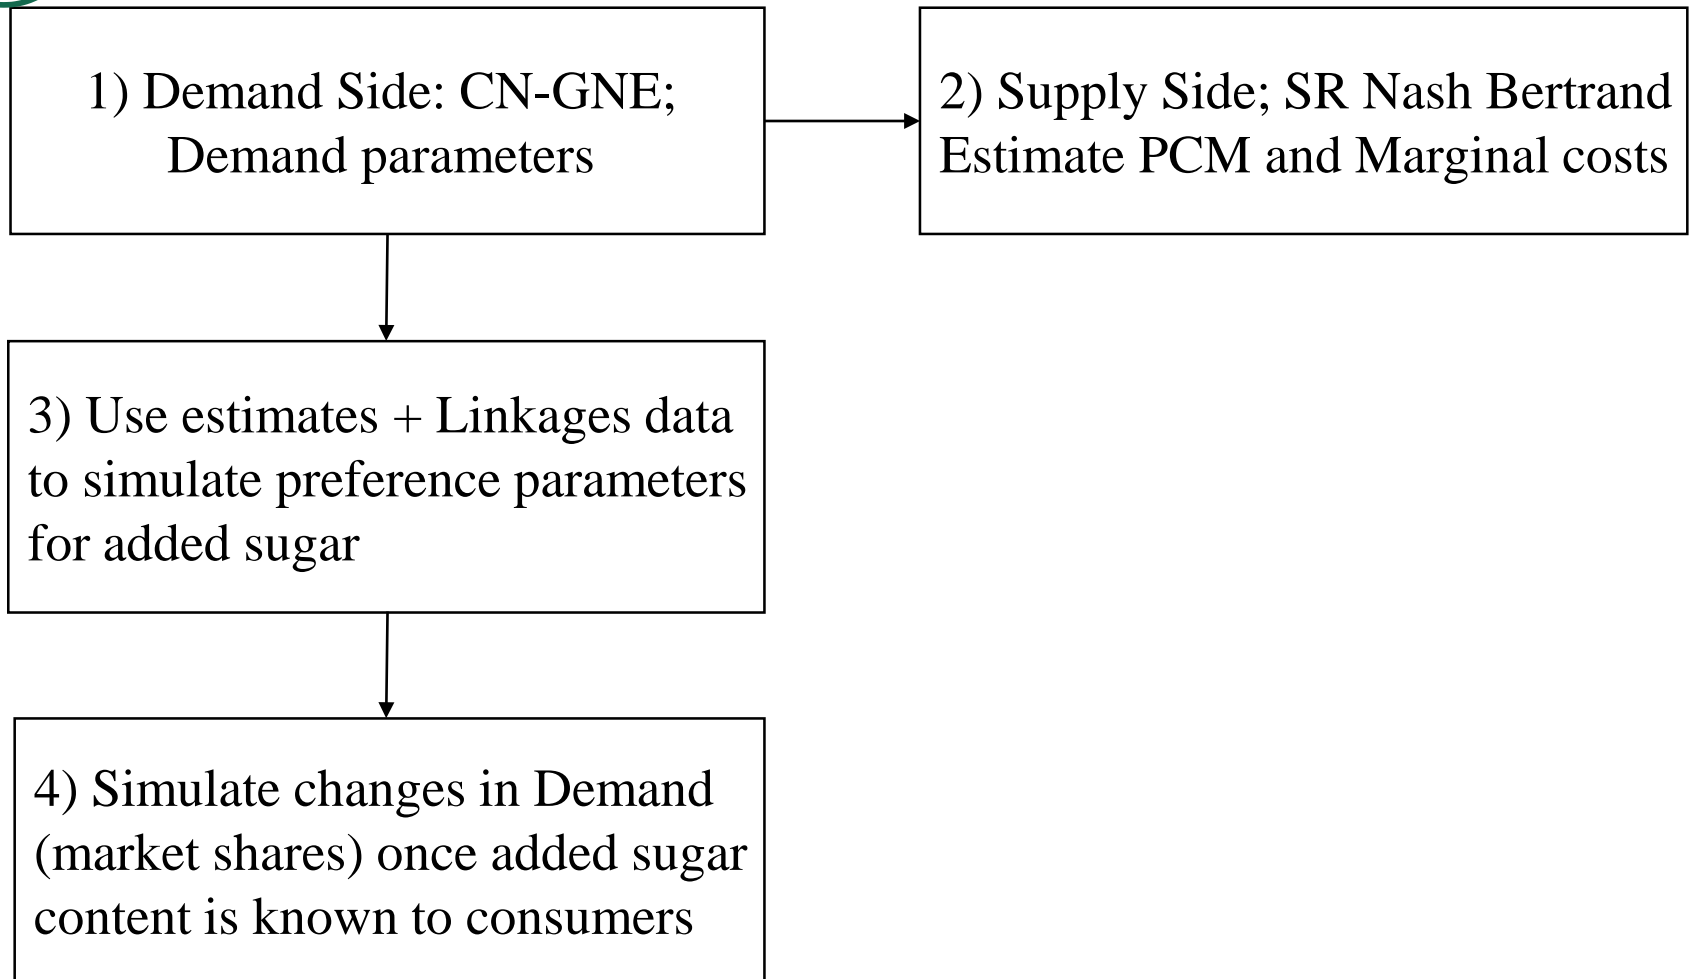 1) Demand Side: CN-GNE;
Demand parameters
2) Supply Side; SR Nash Bertrand
Estimate PCM and Marginal costs
3) Use estimates + Linkages data
to simulate preference parameters
for added sugar
4) Simulate changes in Demand
(market shares) once added sugar
content is known to consumers